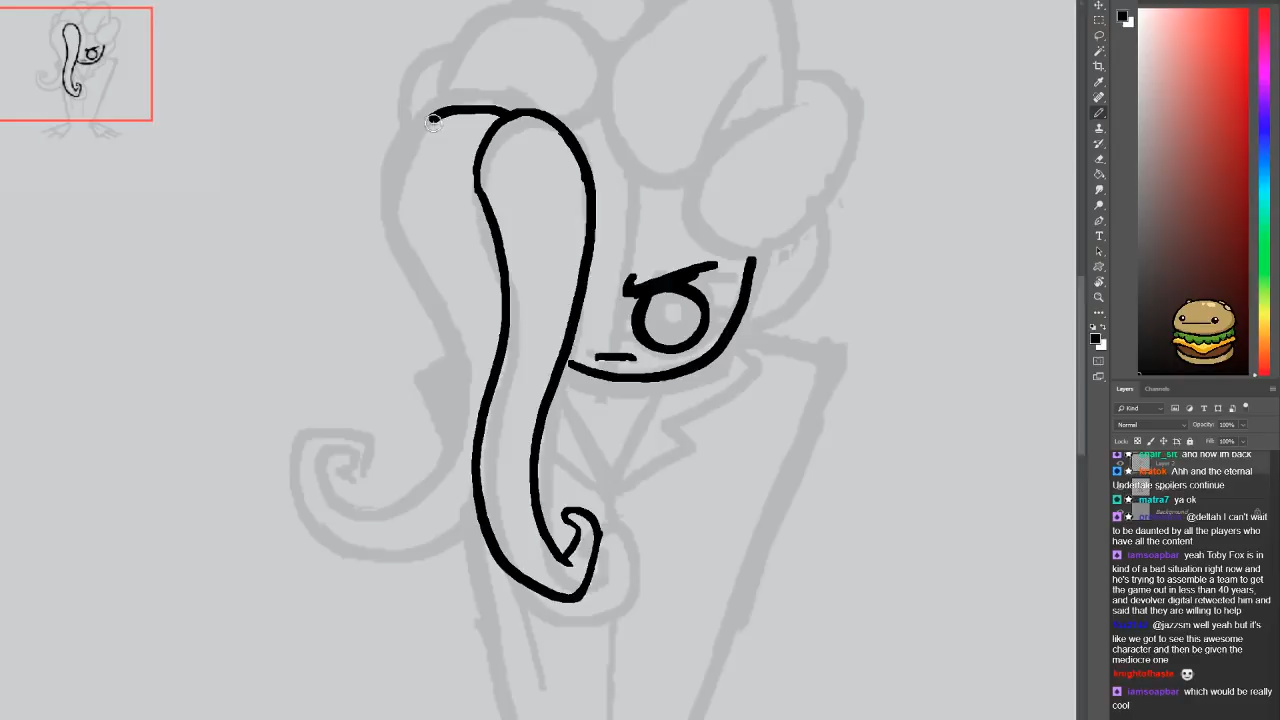 Layers Channels
Kind
Normal Opacity: 100%
Lock: Fill: 100%
and now im back
Layer 2
Ahh and the eternal
Undertale spoilers continue
matra7 ya ok
Background
@deltah I can't wait
to be daunted by all the players who
have all the content
iamsoapbar yeah Toby Fox is in
kind of a bad situation right now and
he's trying to assemble a team to get
the game out in less than 40 years,
and devolver digital retweeted him and
said that they are willing to help
@jazzsm well yeah but it's
like we got to see this awesome
character and then be given the
mediocre one
knightofhaste
iamsoapbar which would be really
cool